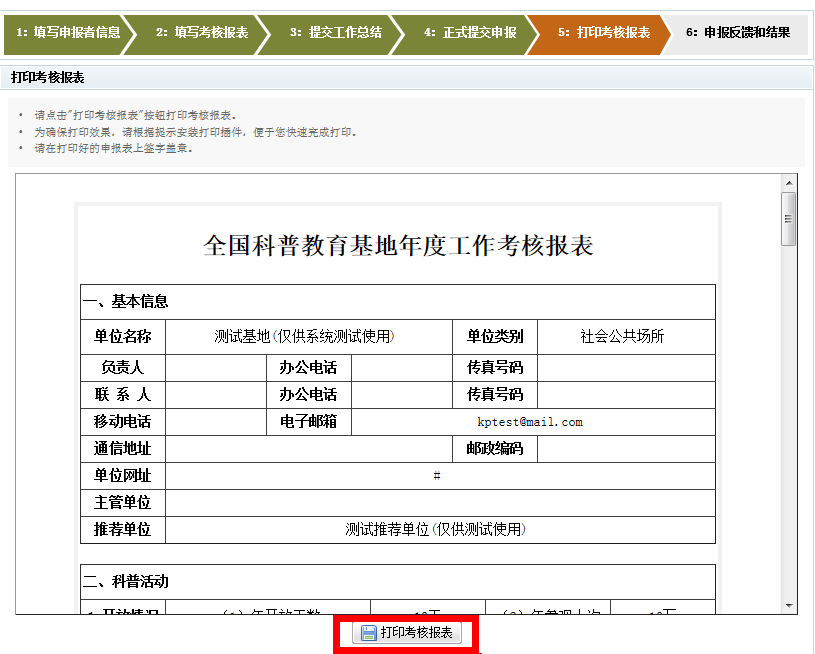 1: 填写申报者信息 2: 填写考核报表 3: 提交工作总结 4: 正式提交申报 5: 打印考核报表 6: 申报反馈和结果
打印考核报表
• 请点击"打印考核报表"按钮打印考核报表。
• 为确保打印效果, 请根据提示安装打印插件, 便于您快速完成打印。
• 请在打印好的申报表上签字盖章。
全国科普教育基地年度工作考核报表
一、基本信息
单位名称 测试基地(仅供系统测试使用) 单位类别 社会公共场所
负责人 办公电话 传真号码
联 系 人 办公电话 传真号码
移动电话 电子邮箱 kptest@mail.com
通信地址 邮政编码
单位网址 #
主管单位
推荐单位 测试推荐单位(仅供测试使用)
二、科普活动
打印考核报表